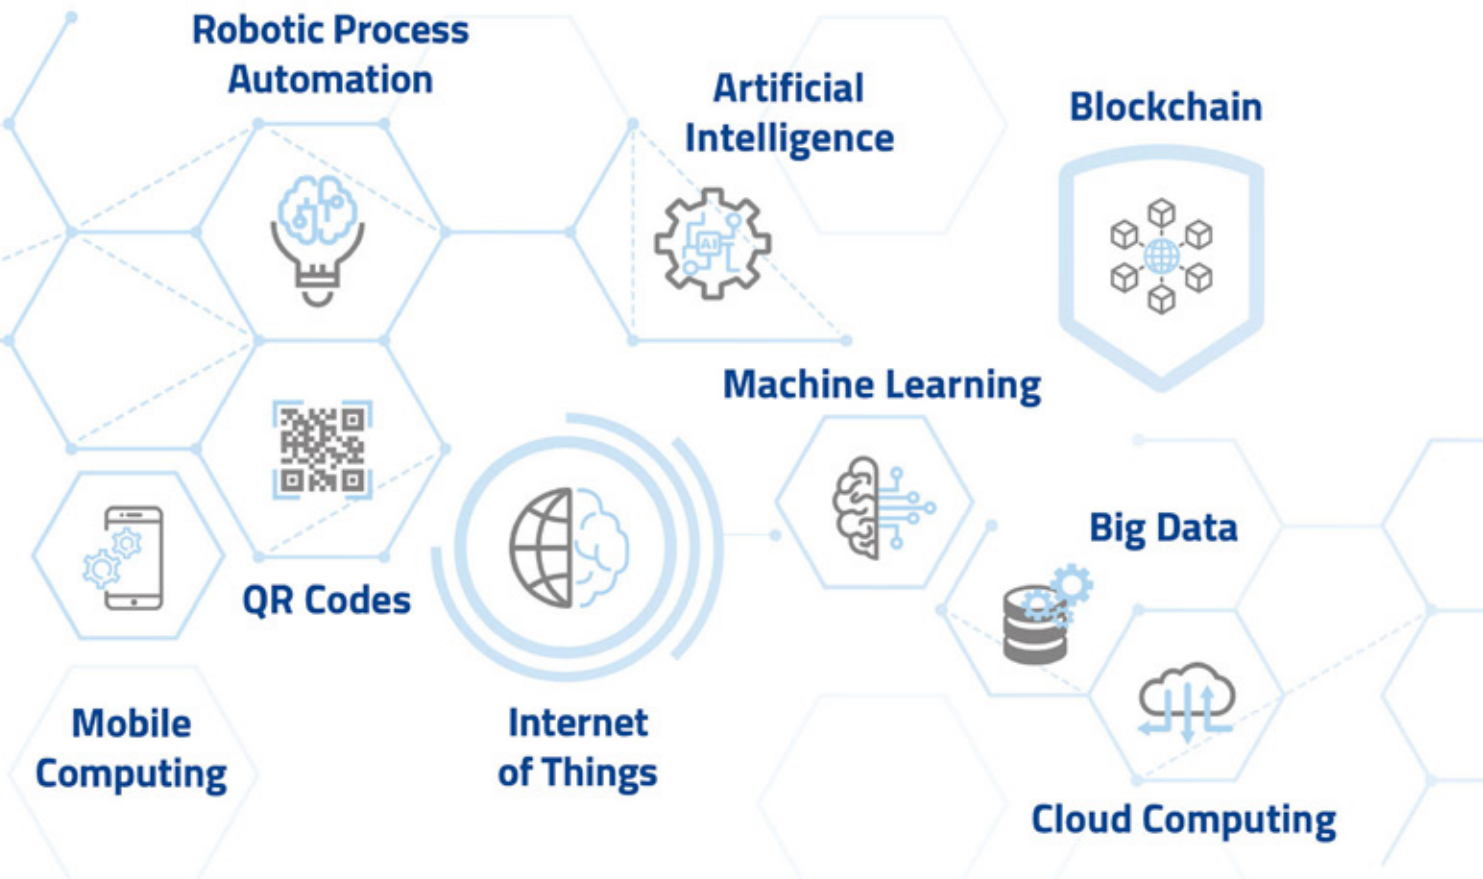 Robotic Process
Automation
Artificial
Intelligence
Blockchain
AI
Machine Learning
Big Data
QR Codes
Mobile
Computing
Internet
of Things
Cloud Computing